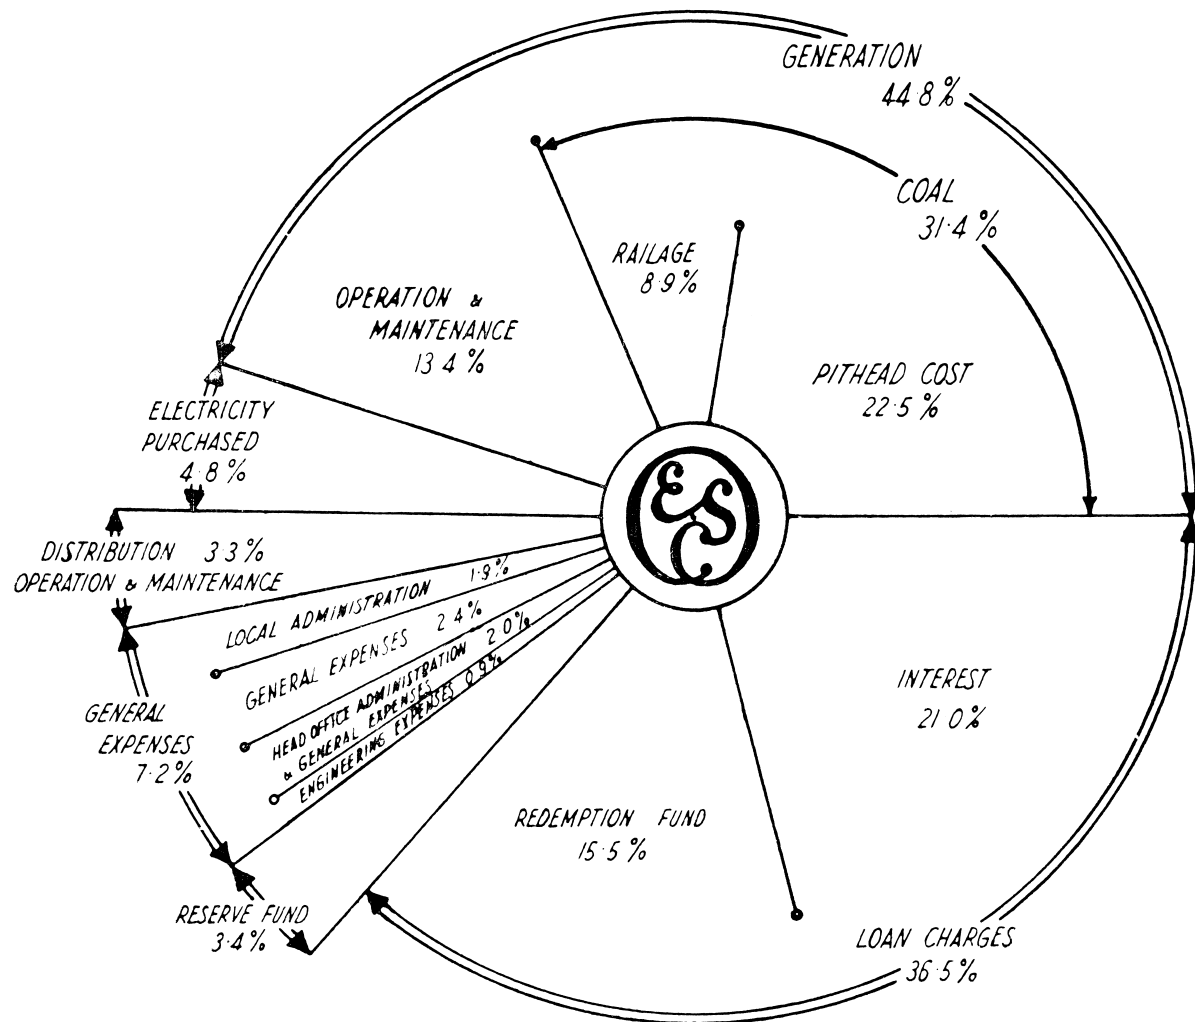 GENERATION
44·8%
COAL
31·4%
RAILAGE
8·9%
OPERATION &
MAINTENANCE
13 4%
PITHEAD COST
22·5%
ELECTRICITY
PURCHASED
4·8%
DISTRIBUTION 3·3%
OPERATION & MAINTENANCE
LOCAL ADMINISTRATION 1·9%
GENERAL EXPENSES 2·4%
HEAD OFFICE ADMINISTRATION 2·0%
& GENERAL EXPENSES
ENGINEERING EXPENSES 0·9%
GENERAL
EXPENSES
7·2%
RESERVE FUND
3·4%
REDEMPTION FUND
15·5%
INTEREST
21 0%
LOAN CHARGES
36·5%
ESCO